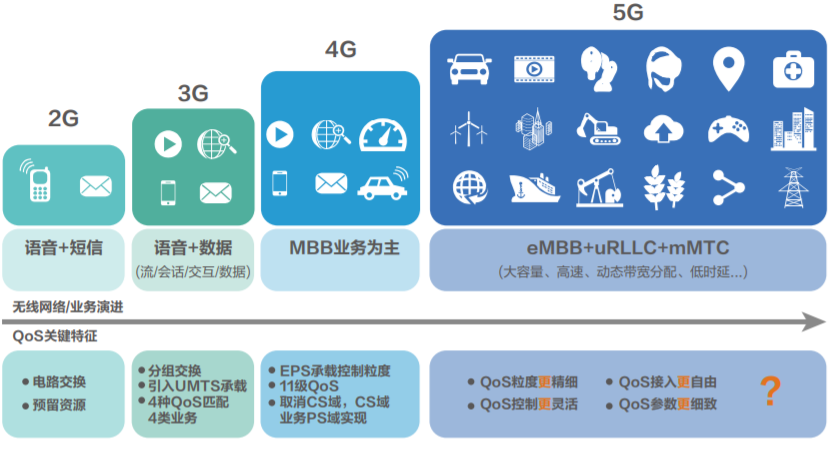 2G
3G
4G
5G
语音+短信
语音+数据
(流/会话/交互/数据)
MBB业务为主
eMBB+uRLLC+mMTC
(大容量、高速、动态带宽分配、低时延...)
无线网络/业务演进
QoS关键特征
●电路交换
●预留资源
●分组交换
●引入UMTS承载
●4种QoS匹配
4类业务
●EPS承载控制粒度
●11级QoS
●取消CS域，CS域
业务PS域实现
●QoS粒度更精细
●QoS控制更灵活
●QoS接入更自由
●QoS参数更细致
?